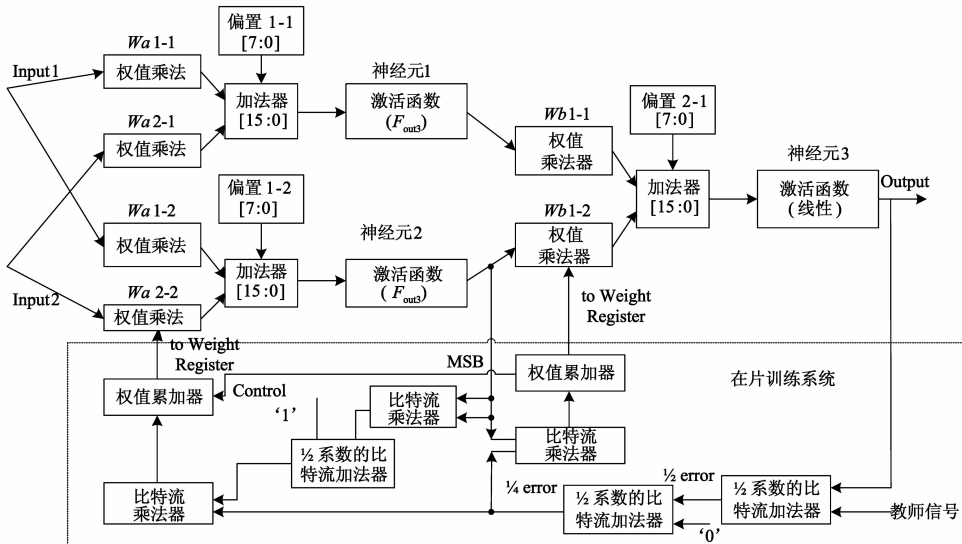 偏置 1-1
[7:0]
Wa 1-1
Input1
权值乘法
加法器
[15:0]
神经元1
激活函数
(Fout3)
Wa 2-1
权值乘法
Wb 1-1
权值
乘法器
偏置 2-1
[7:0]
神经元3
加法器
[15:0]
激活函数
(线性)
Output
偏置 1-2
[7:0]
Wa 1-2
权值乘法
神经元2
Wb 1-2
权值
乘法器
加法器
[15:0]
激活函数
(Fout3)
Input2
Wa 2-2
权值乘法
to Weight
Register
to Weight
Register
MSB
权值累加器
在片训练系统
权值累加器
Control
‘1’
比特流
乘法器
比特流
乘法器
½ 系数的比
特流加法器
½ error
¼ error
比特流
乘法器
½ 系数的比
特流加法器
½ 系数的比
特流加法器
‘0’
教师信号